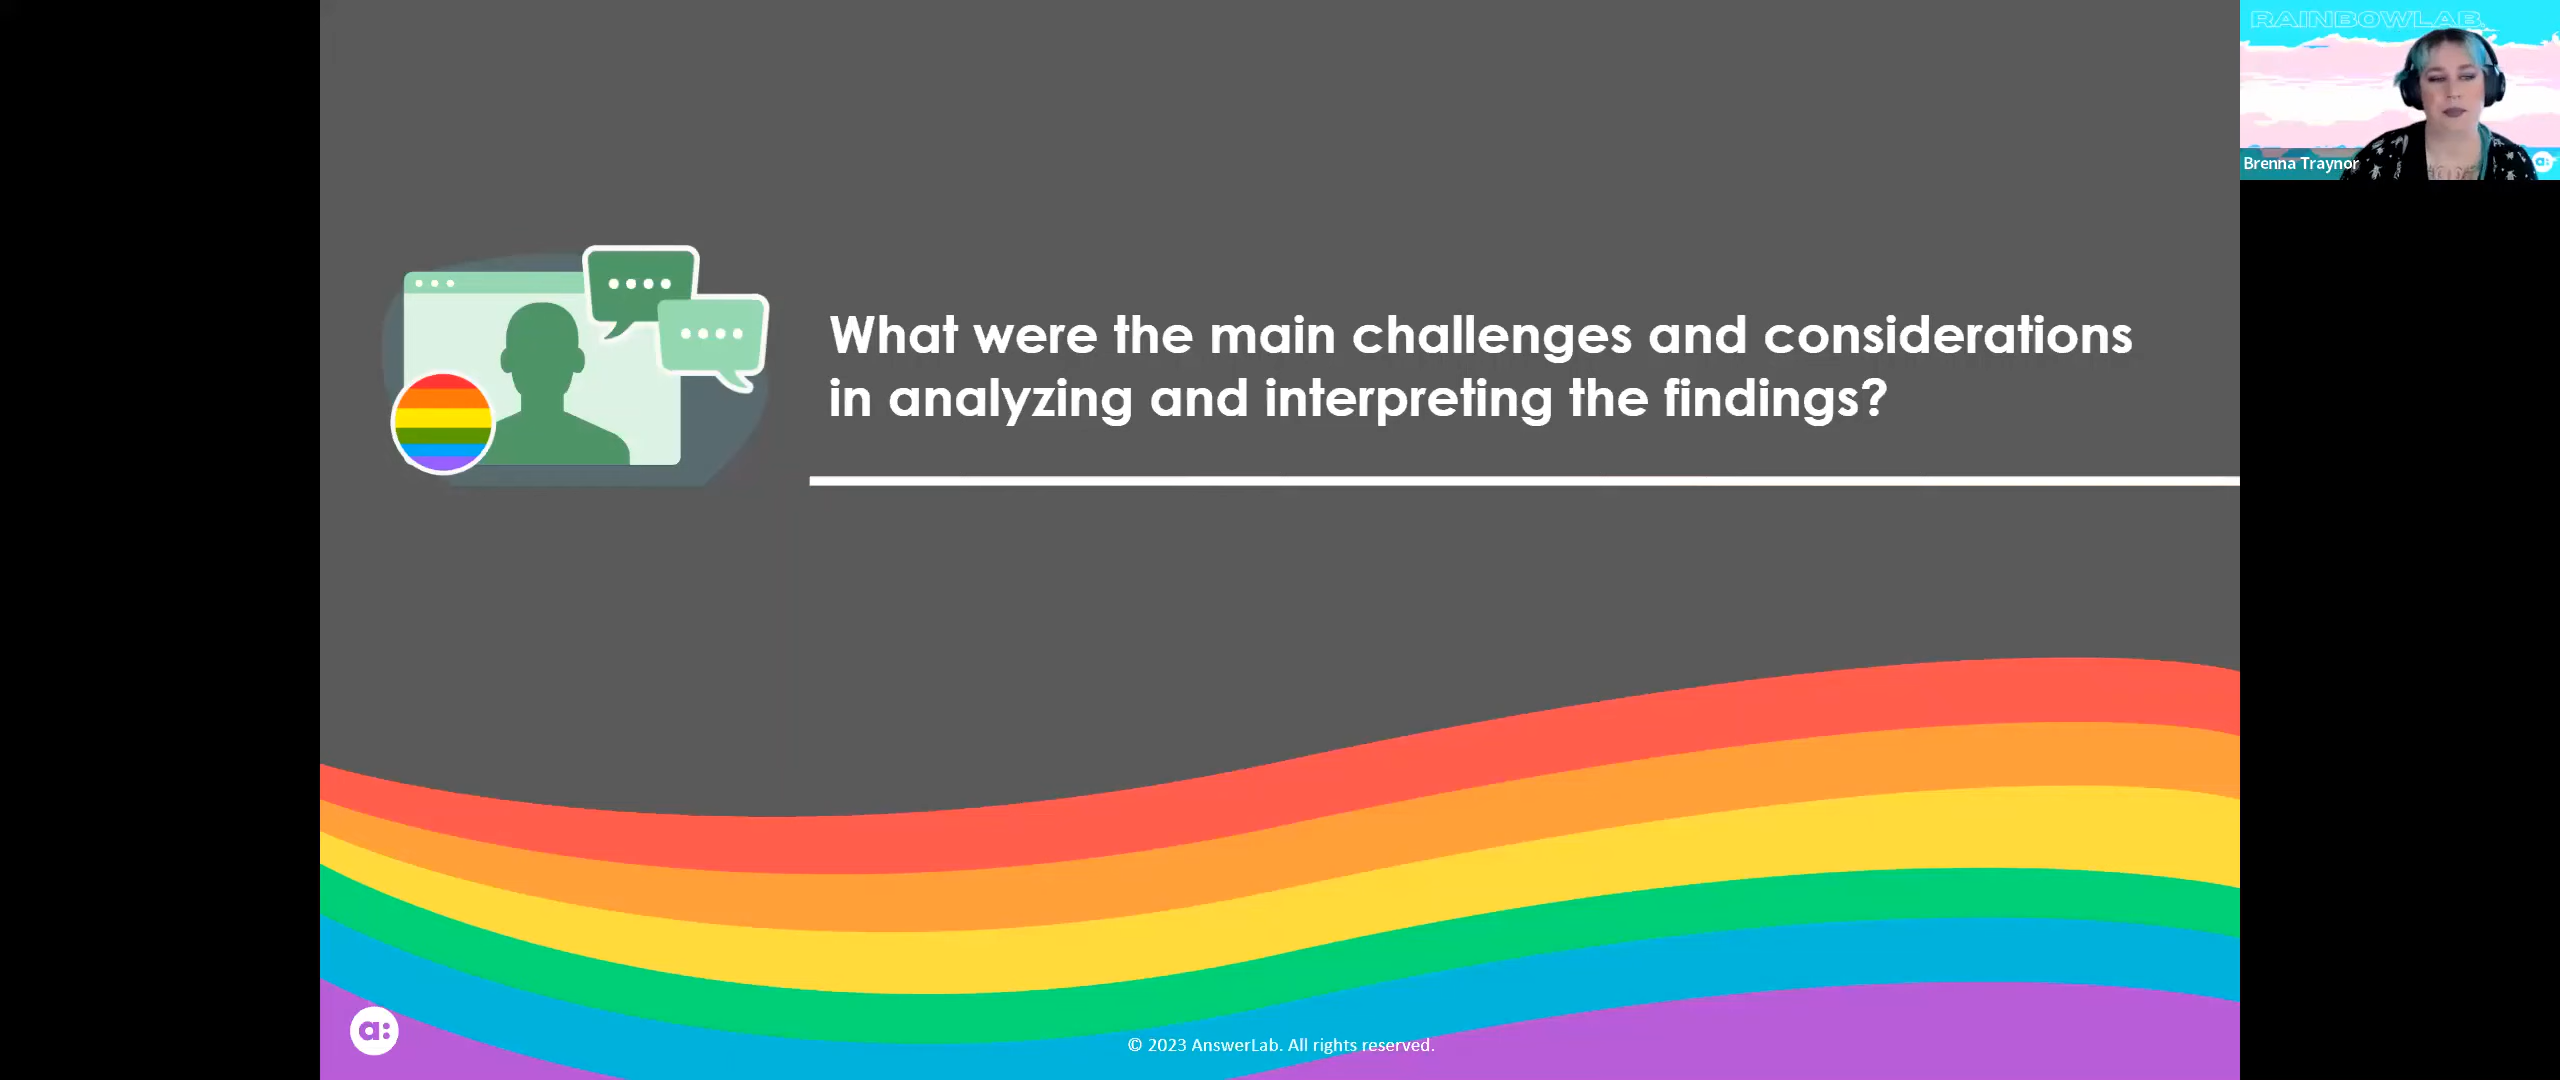 RAINBOWLAB.
Brenna Traynor
a:
What were the main challenges and considerations
in analyzing and interpreting the findings?
a:
© 2023 AnswerLab. All rights reserved.